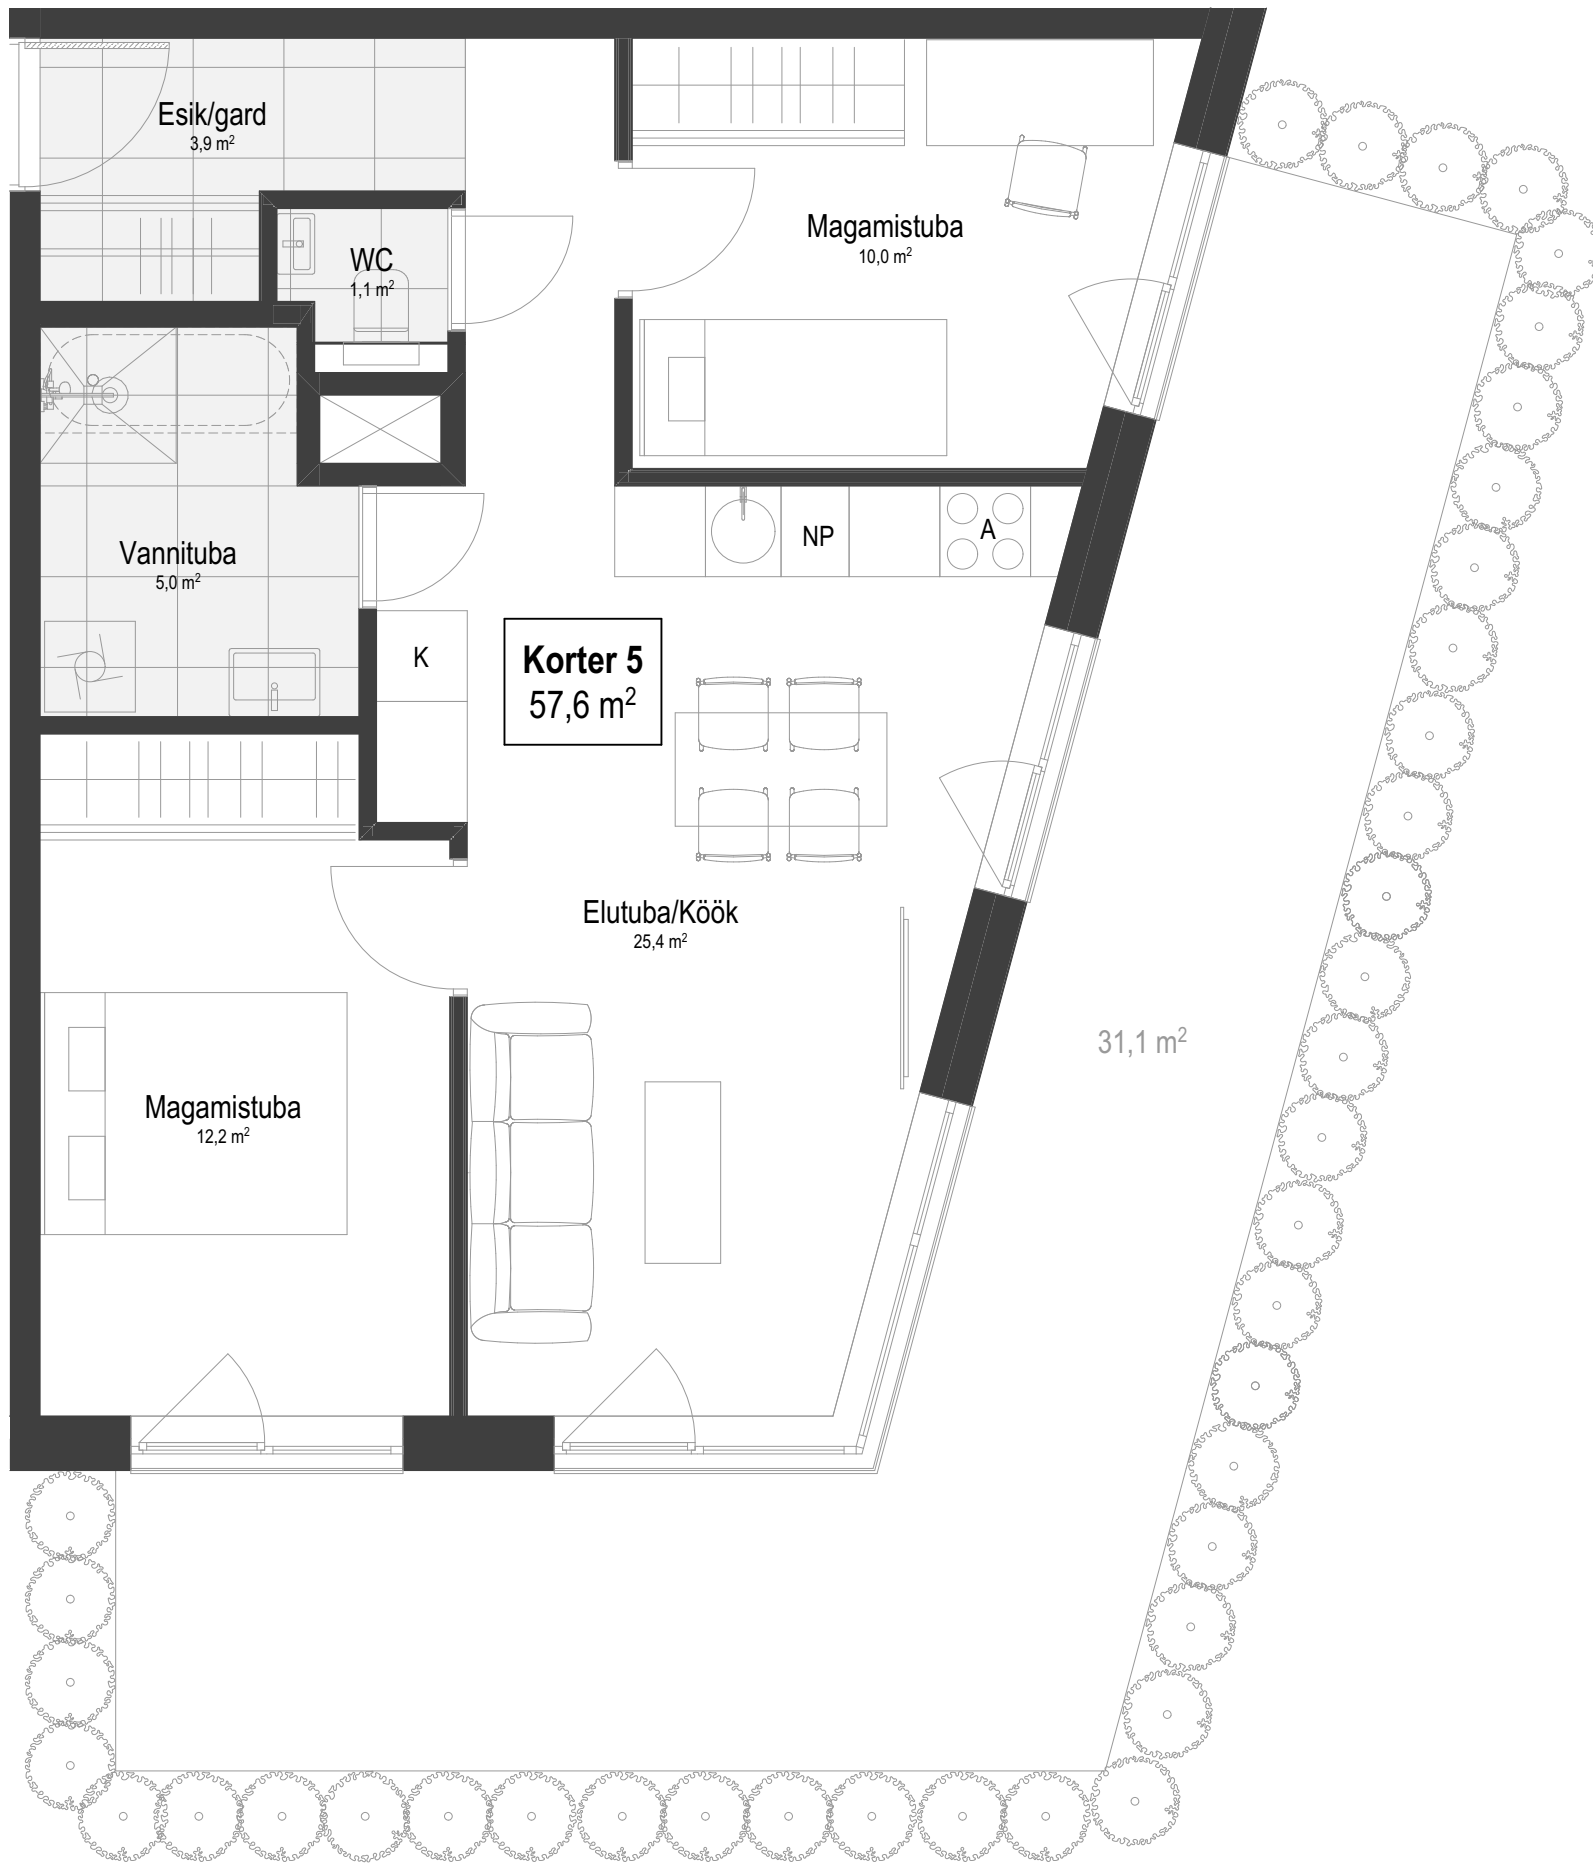 Esik/gard
3,9 m²
WC
1,1 m²
Magamistuba
10,0 m²
NP
A
Vannituba
5,0 m²
K
Korter 5
57,6 m²
Elutuba/Köök
25,4 m²
31,1 m²
Magamistuba
12,2 m²